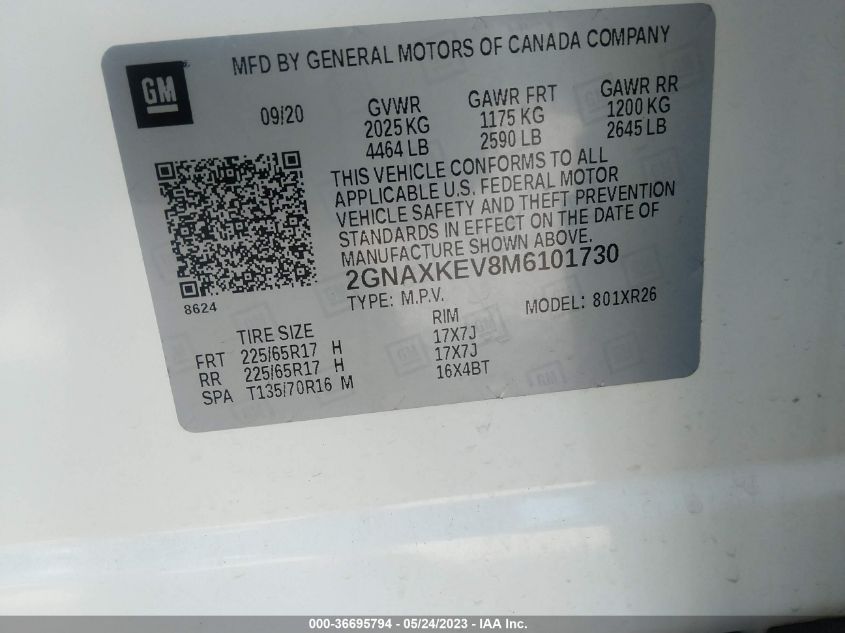 GM
MFD BY GENERAL MOTORS OF CANADA COMPANY
09/20
GVWR
2025 KG
4464 LB
GAWR FRT
1175 KG
2590 LB
GAWR RR
1200 KG
2645 LB
THIS VEHICLE CONFORMS TO ALL
APPLICABLE U.S. FEDERAL MOTOR
VEHICLE SAFETY AND THEFT PREVENTION
STANDARDS IN EFFECT ON THE DATE OF
MANUFACTURE SHOWN ABOVE.
2GNAXKEV8M6101730
8624
TYPE: M.P.V. MODEL: 801XR26
TIRE SIZE RIM
FRT 225/65R17 H 17X7J
RR 225/65R17 H 17X7J
SPA T135/70R16 M 16X4BT
000-36695794 - 05/24/2023 - IAA Inc.